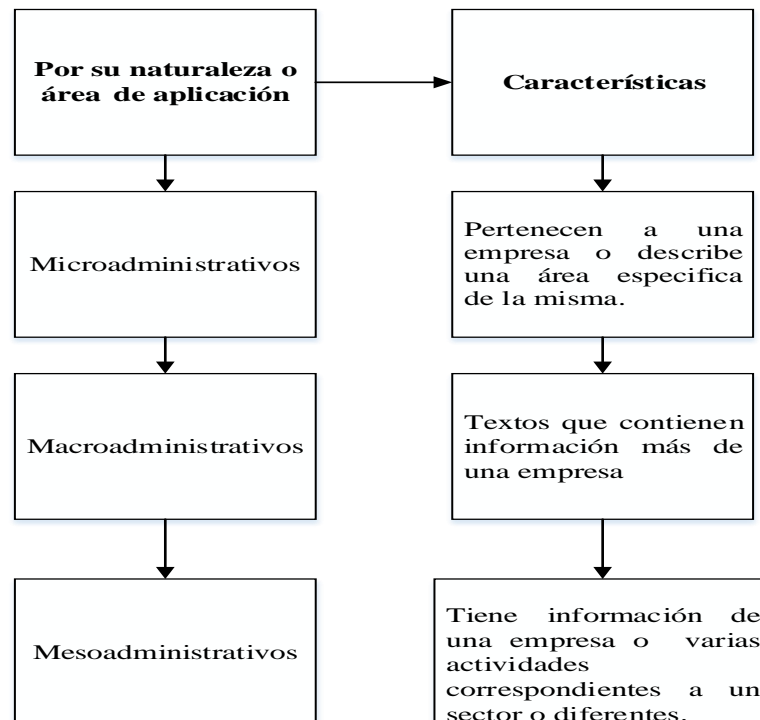 Por su naturaleza o
área de aplicación
Características
Microadministrativos
Pertenecen a una
empresa o describe
una área especifica
de la misma.
Macroadministrativos
Textos que contienen
información más de
una empresa
Mesoadministrativos
Tiene información de
una empresa o varias
actividades
correspondientes a un
sector o diferentes.